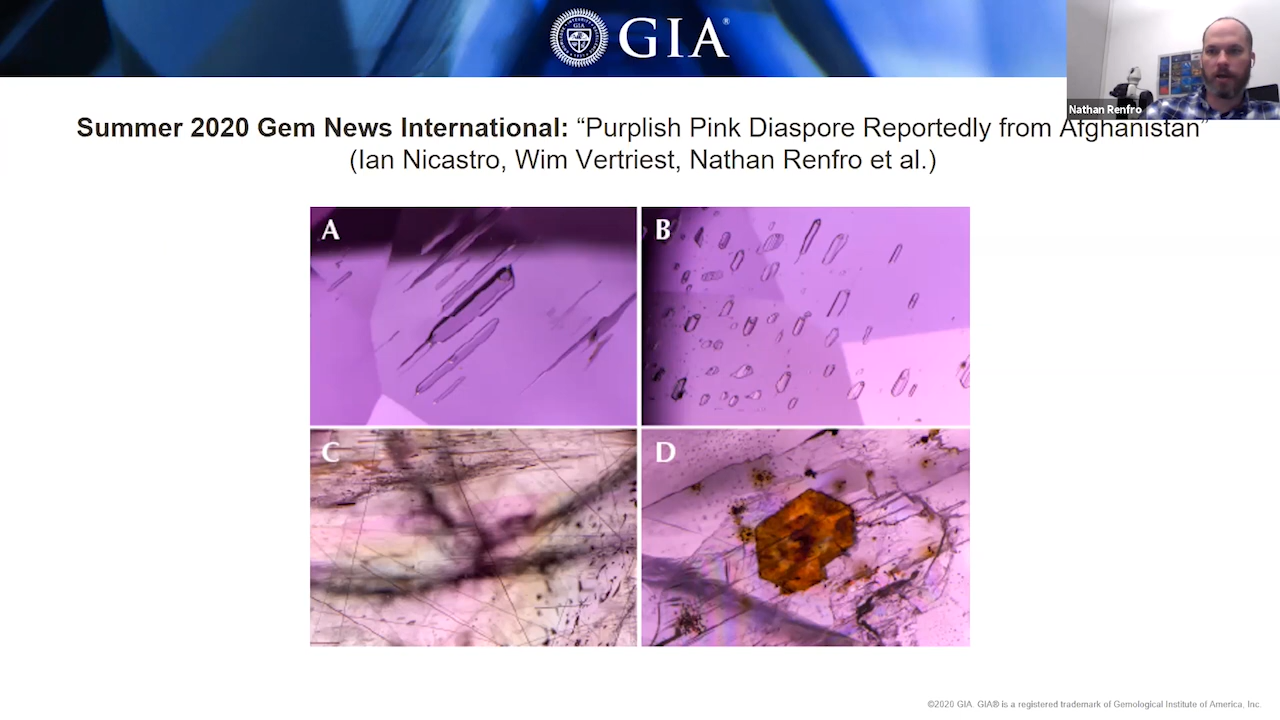 GIA®
Nathan Renfro
Summer 2020 Gem News International: “Purplish Pink Diaspore Reportedly from Afghanistan”
(Ian Nicastro, Wim Vertriest, Nathan Renfro et al.)
A
B
C
D
©2020 GIA. GIA® is a registered trademark of Gemological Institute of America, Inc.